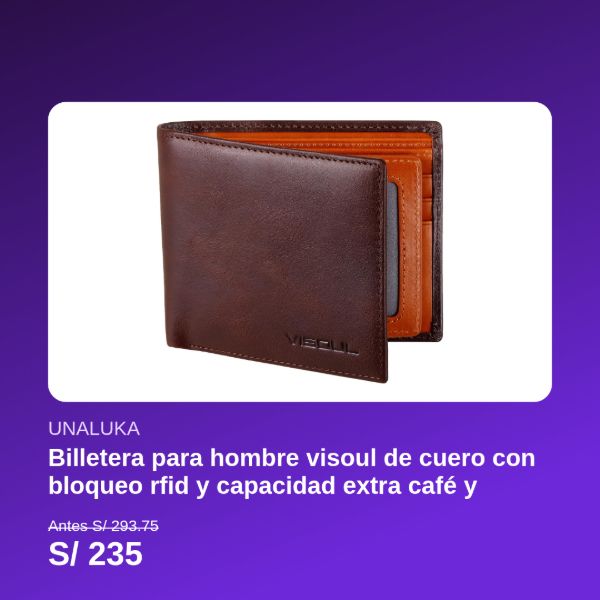 VISOUL
UNALUKA
Billetera para hombre visoul de cuero con
bloqueo rfid y capacidad extra café y
Antes S/ 293.75
S/ 235